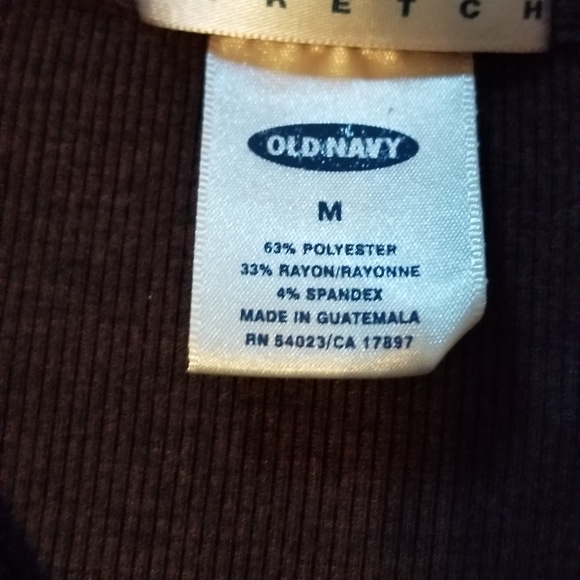 RETCH
OLD NAVY
M
63% POLYESTER
33% RAYON/RAYONNE
4% SPANDEX
MADE IN GUATEMALA
RN 54023/CA 17897